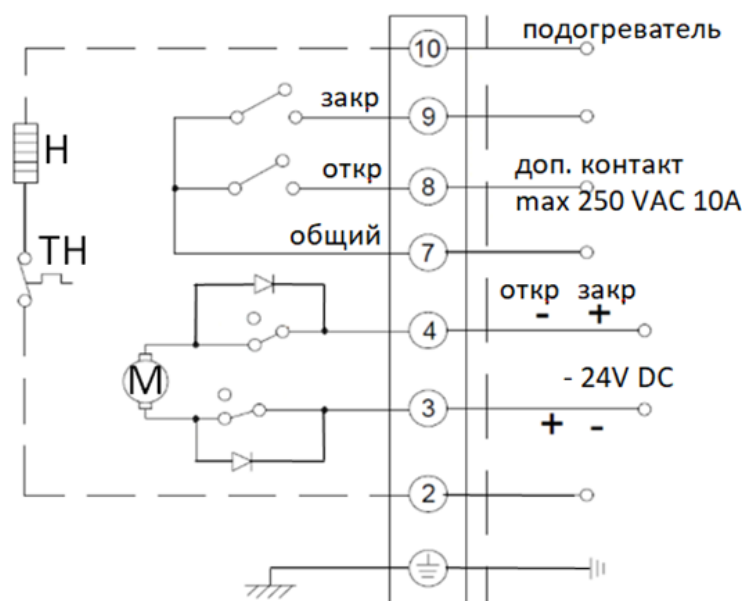 10 подогреватель
закр 9
H
откр 8 доп. контакт
max 250 VAC 10A
общий 7
TH
откр закр
4 - +
M
- 24V DC
3
+ -
2